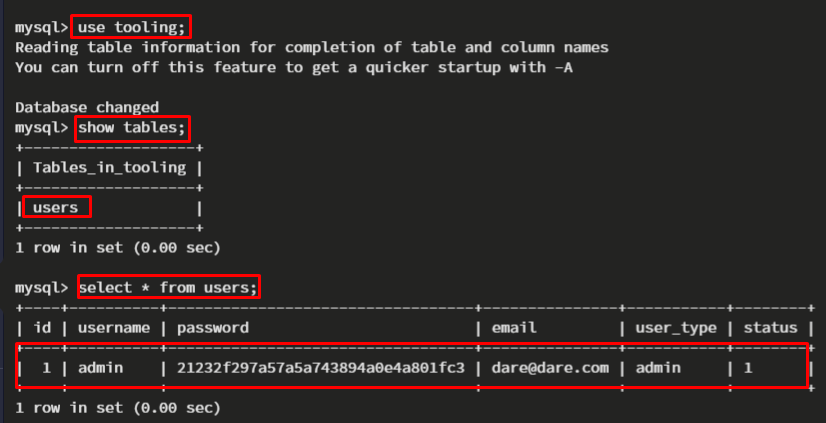 mysql> use tooling;
Reading table information for completion of table and column names
You can turn off this feature to get a quicker startup with -A
Database changed
mysql> show tables;
+-------------------+
| Tables_in_tooling |
+-------------------+
| users             |
+-------------------+
1 row in set (0.00 sec)
mysql> select * from users;
+----+----------+----------------------------------+---------------+-----------+--------+
| id | username | password                         | email         | user_type | status |
+----+----------+----------------------------------+---------------+-----------+--------+
|  1 | admin    | 21232f297a57a5a743894a0e4a801fc3 | dare@dare.com | admin     | 1      |
+----+----------+----------------------------------+---------------+-----------+--------+
1 row in set (0.00 sec)